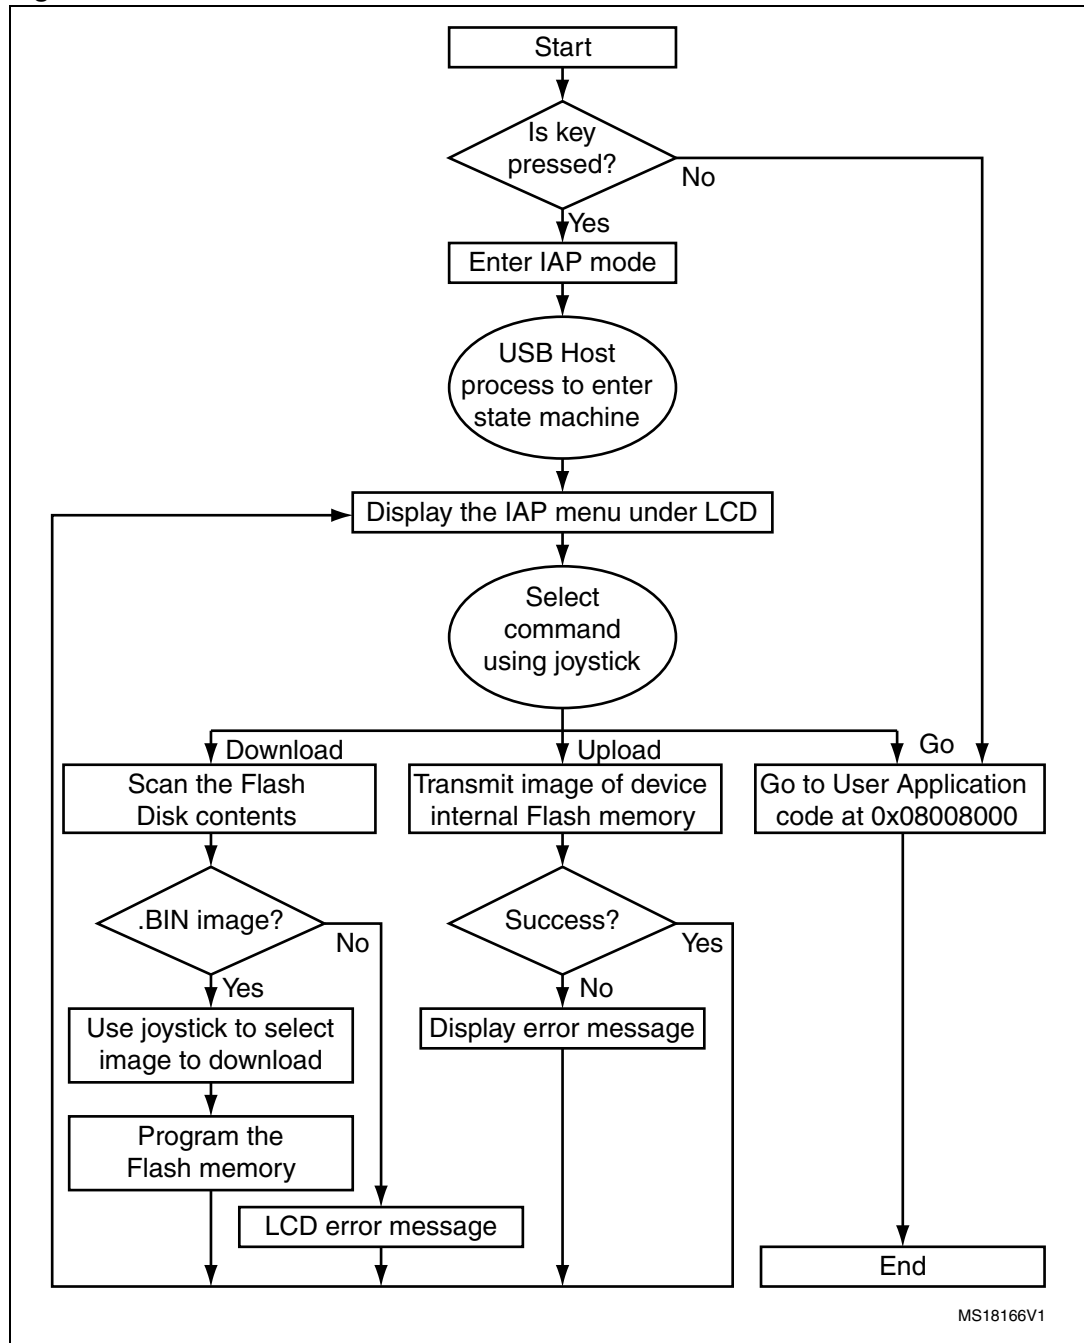 Start
Is key
pressed?
No
Yes
Enter IAP mode
USB Host
process to enter
state machine
Display the IAP menu under LCD
Select
command
using joystick
Download
Upload
Go
Scan the Flash
Disk contents
Transmit image of device
internal Flash memory
Go to User Application
code at 0x08008000
.BIN image?
No
Yes
Success?
Yes
No
Use joystick to select
image to download
Display error message
Program the
Flash memory
LCD error message
End
MS18166V1